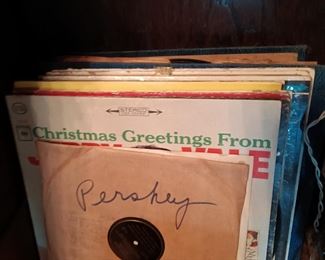 STEREO
Christmas Greetings From
VALE
Pershey